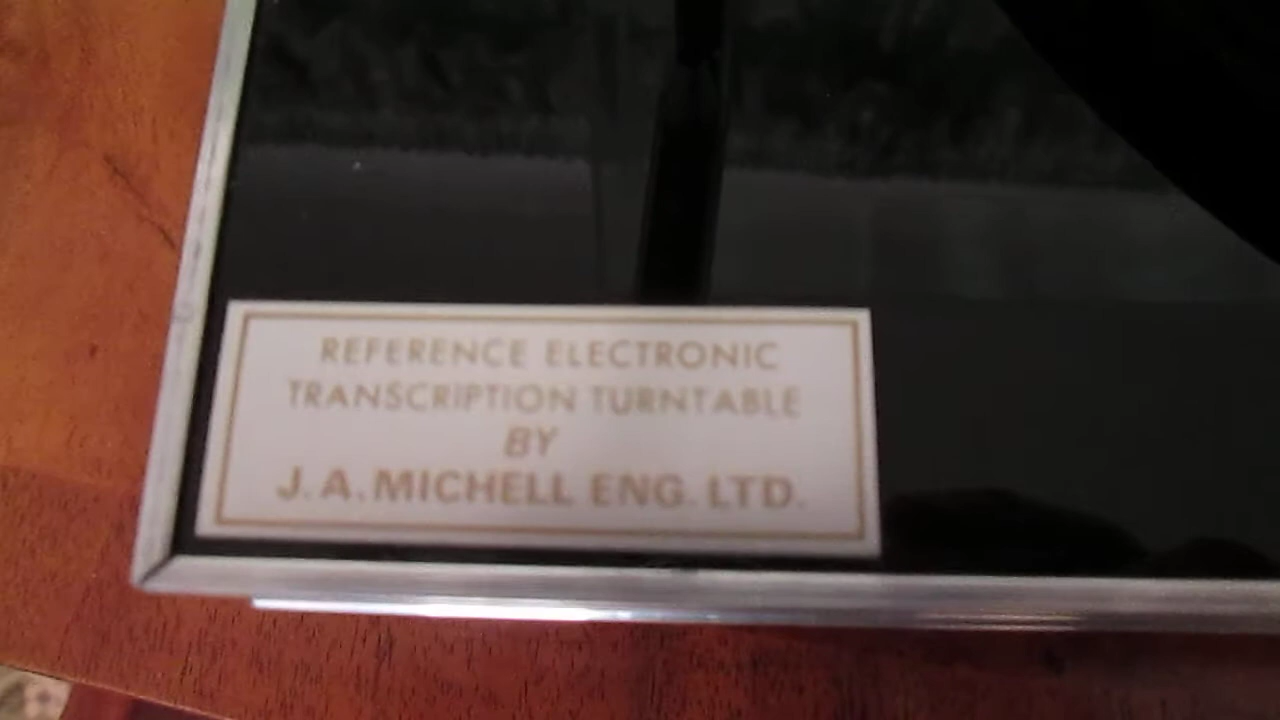 REFERENCE ELECTRONIC
TRANSCRIPTION TURNTABLE
BY
J.A.MICHELL ENG. LTD.